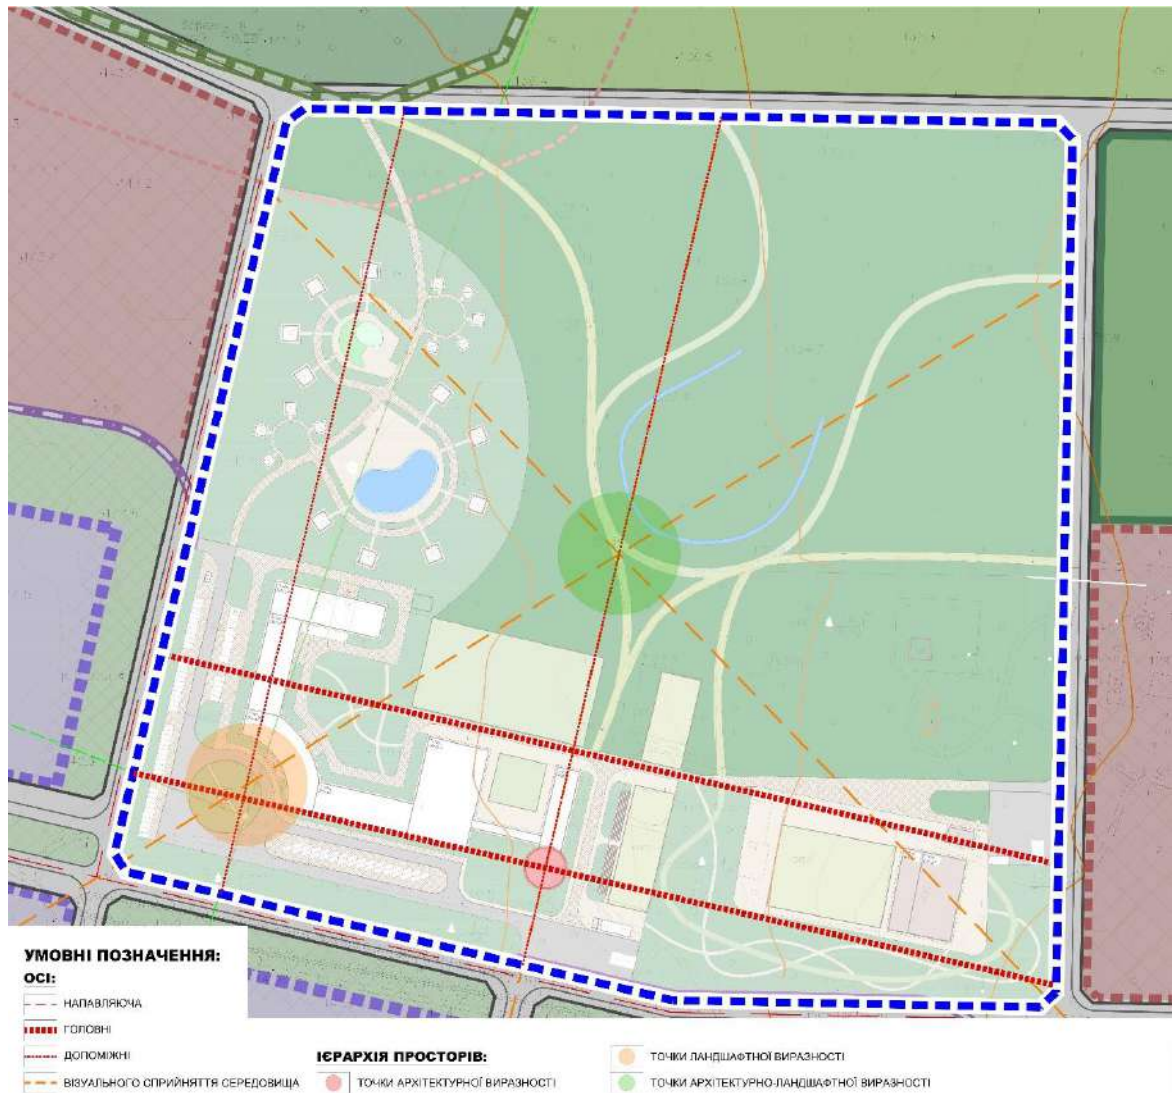 УМОВНІ ПОЗНАЧЕННЯ:
ОСІ:
НАПАВЛЯЮЧА
ГОЛОВНІ
ДОПОМІЖНІ
ВІЗУАЛЬНОГО СПРИЙНЯТТЯ СЕРЕДОВИЩА
ІЄРАРХІЯ ПРОСТОРІВ:
ТОЧКИ АРХІТЕКТУРНОЇ ВИРАЗНОСТІ
ТОЧКИ ЛАНДШАФТНОЇ ВИРАЗНОСТІ
ТОЧКИ АРХІТЕКТУРНО-ЛАНДШАФТНОЇ ВИРАЗНОСТІ